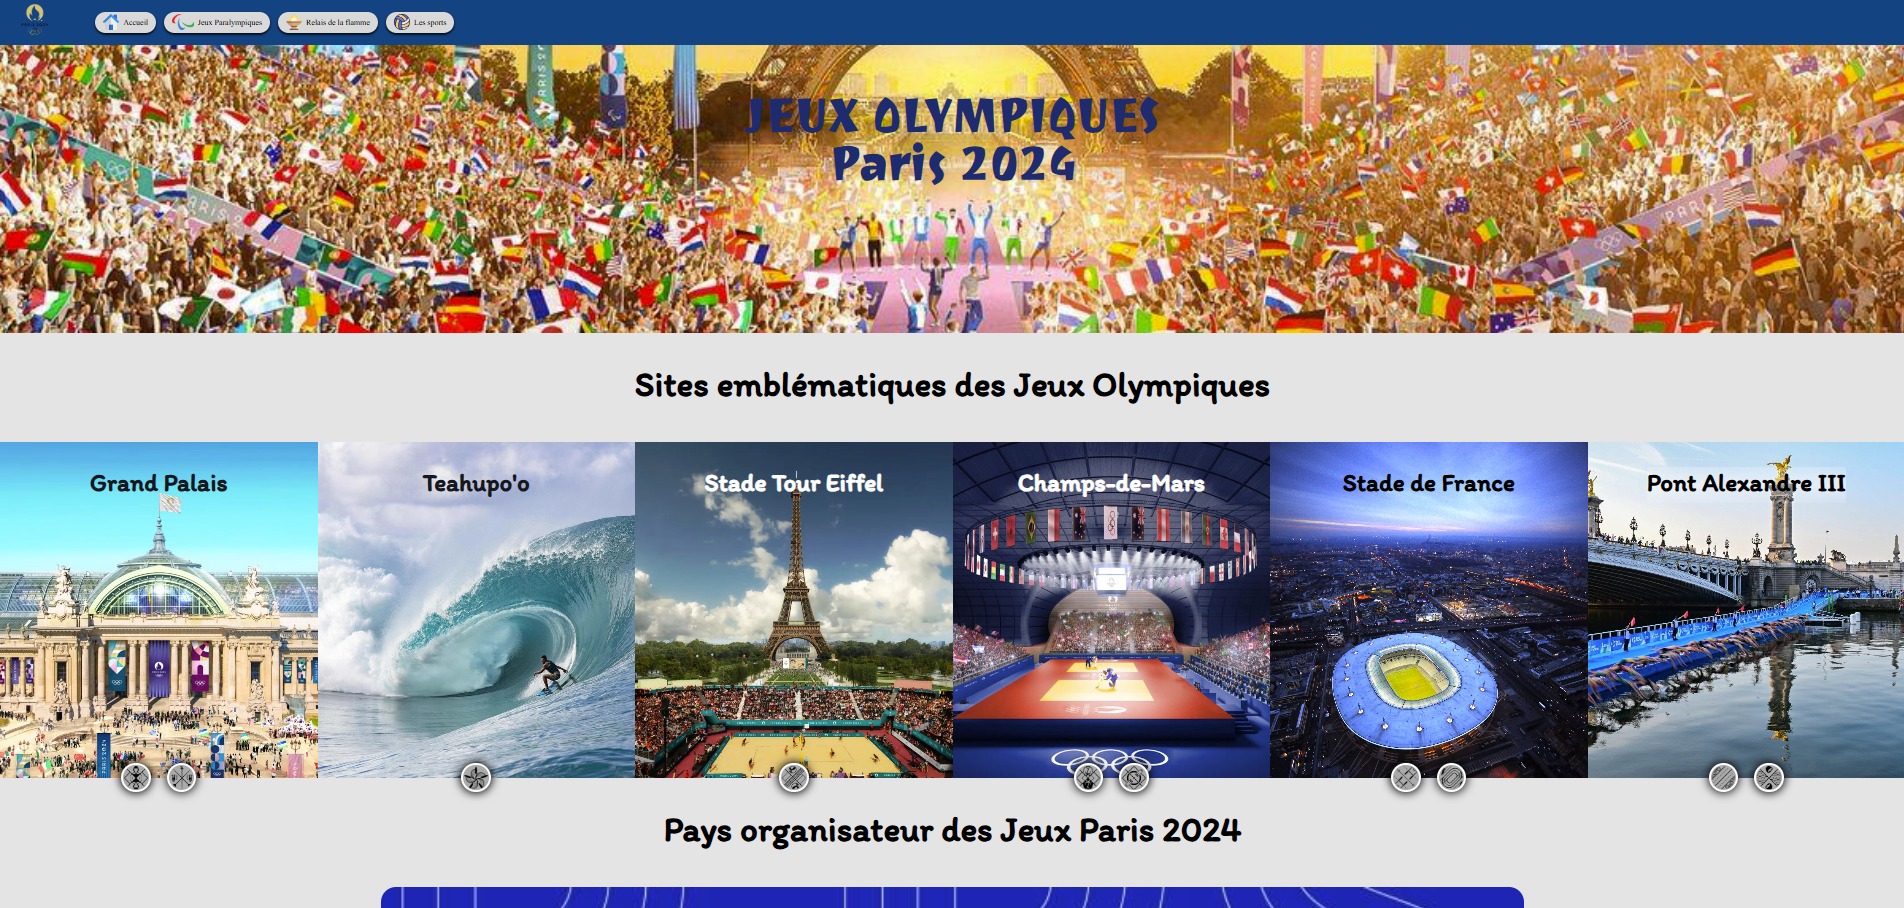 Accueil
Jeux Paralympiques
Relais de la flamme
Les sports
JEUX OLYMPIQUES
Paris 2024
Sites emblématiques des Jeux Olympiques
Grand Palais
Teahupo'o
Stade Tour Eiffel
Champs-de-Mars
Stade de France
Pont Alexandre III
Pays organisateur des Jeux Paris 2024